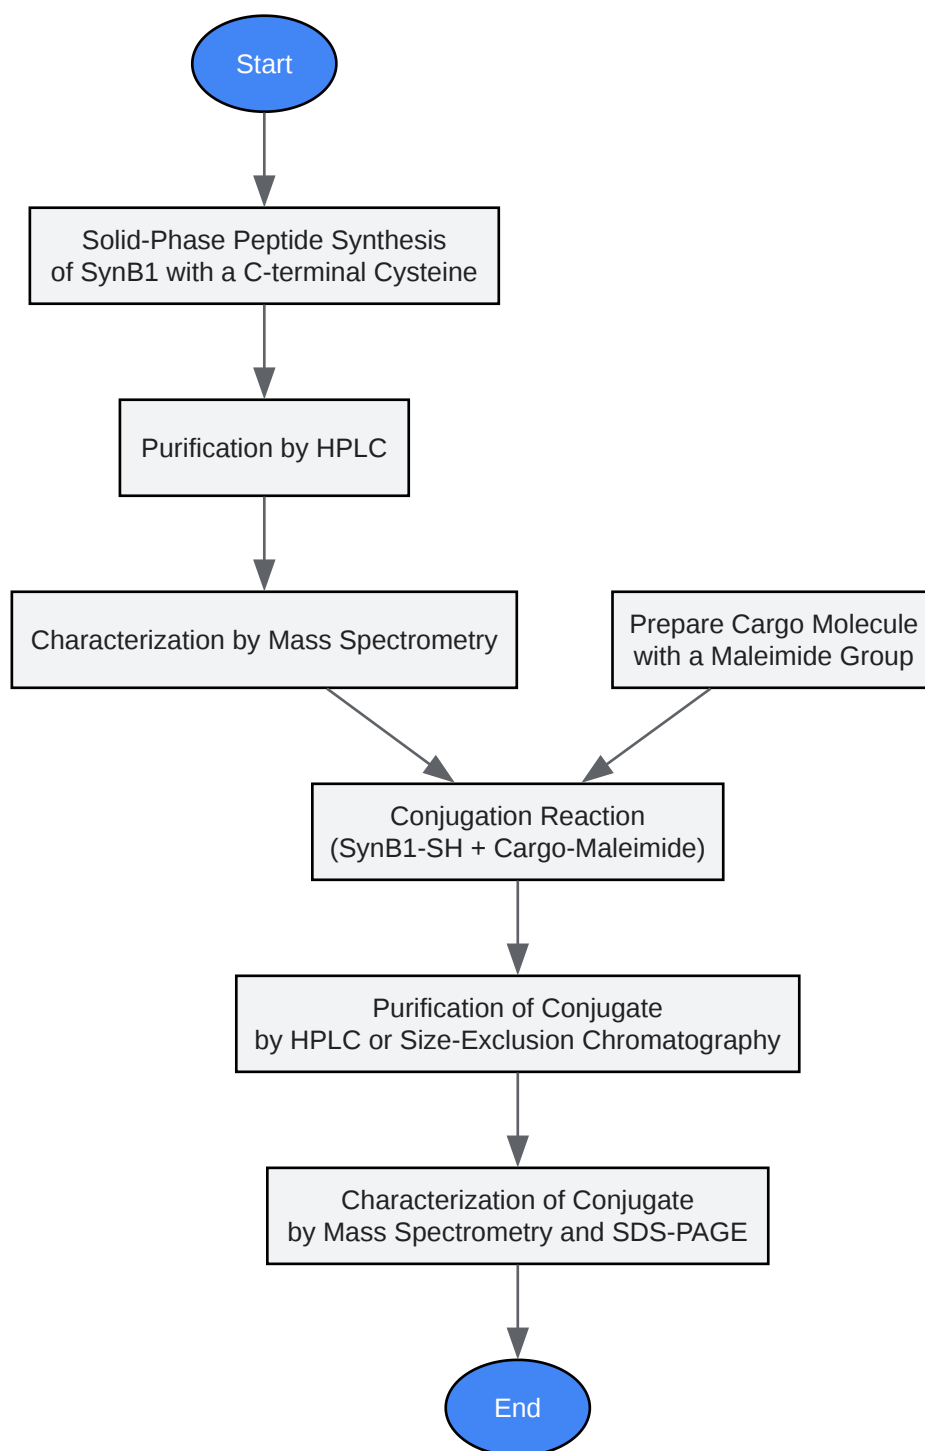 Start
Solid-Phase Peptide Synthesis
of SynB1 with a C-terminal Cysteine
Purification by HPLC
Characterization by Mass Spectrometry
Prepare Cargo Molecule
with a Maleimide Group
Conjugation Reaction
(SynB1-SH + Cargo-Maleimide)
Purification of Conjugate
by HPLC or Size-Exclusion Chromatography
Characterization of Conjugate
by Mass Spectrometry and SDS-PAGE
End